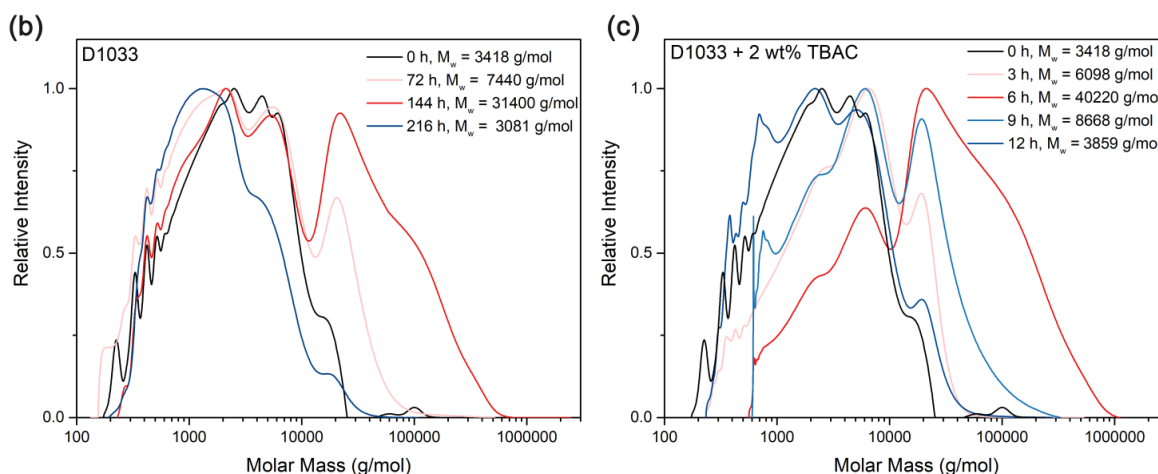 (b)
D1033
0 h, Mw = 3418 g/mol
72 h, Mw = 7440 g/mol
144 h, Mw = 31400 g/mol
216 h, Mw = 3081 g/mol
1.0
0.5
0.0
Relative Intensity
100 1000 10000 100000 1000000
Molar Mass (g/mol)
(c)
D1033 + 2 wt% TBAC
0 h, Mw = 3418 g/mol
3 h, Mw = 6098 g/mol
6 h, Mw = 40220 g/mol
9 h, Mw = 8668 g/mol
12 h, Mw = 3859 g/mo
1.0
0.5
0.0
Relative Intensity
100 1000 10000 100000 1000000
Molar Mass (g/mol)